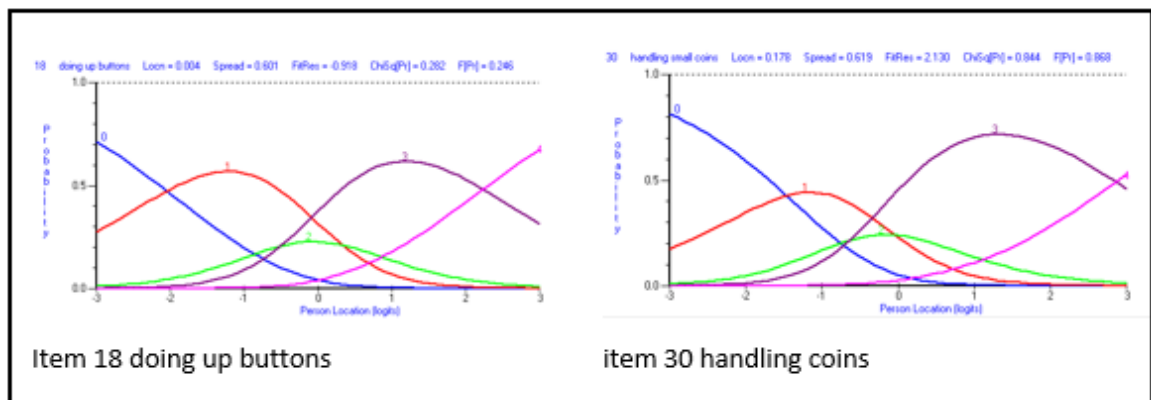 18 doing up buttons Locn = 0.004 Spread = 0.601 FitRes = -0.918 ChiSq[Pr] = 0.282 F[Pr] = 0.246
1.0
Probability
0.5
0.0
0
1
2
3
4
-3 -2 -1 0 1 2 3
Person Location (logits)
Item 18 doing up buttons
30 handling small coins Locn = 0.178 Spread = 0.619 FitRes = 2.130 ChiSq[Pr] = 0.844 F[Pr] = 0.868
1.0
Probability
0.5
0.0
0
1
3
-3 -2 -1 0 1 2 3
Person Location (logits)
item 30 handling coins